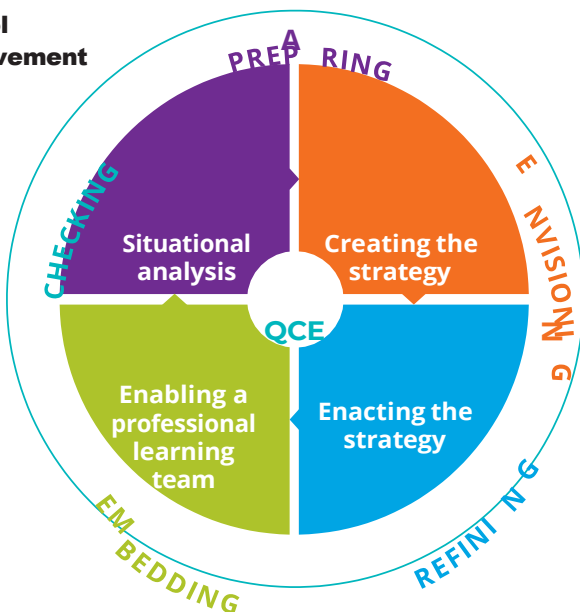 ol
vement
PREPARING
ENVISIONING
CHECKING
Situational
analysis
Creating the
strategy
QCE
Enabling a
professional
learning
team
Enacting the
strategy
REFINING
EMBEDDING